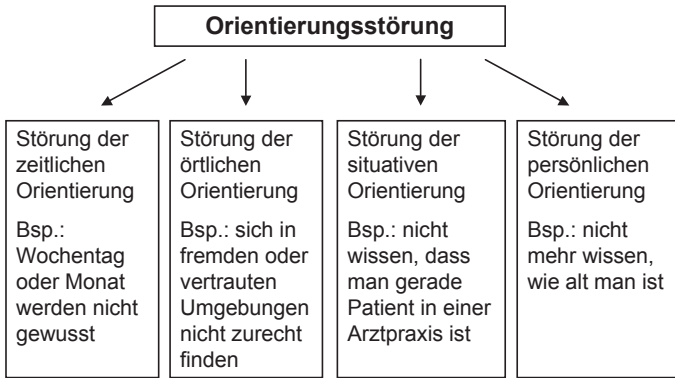 Orientierungsstörung
Störung der
zeitlichen
Orientierung
Bsp.:
Wochentag
oder Monat
werden nicht
gewusst
Störung der
örtlichen
Orientierung
Bsp.: sich in
fremden oder
vertrauten
Umgebungen
nicht zurecht
finden
Störung der
situativen
Orientierung
Bsp.: nicht
wissen, dass
man gerade
Patient in einer
Arztpraxis ist
Störung der
persönlichen
Orientierung
Bsp.: nicht
mehr wissen,
wie alt man ist